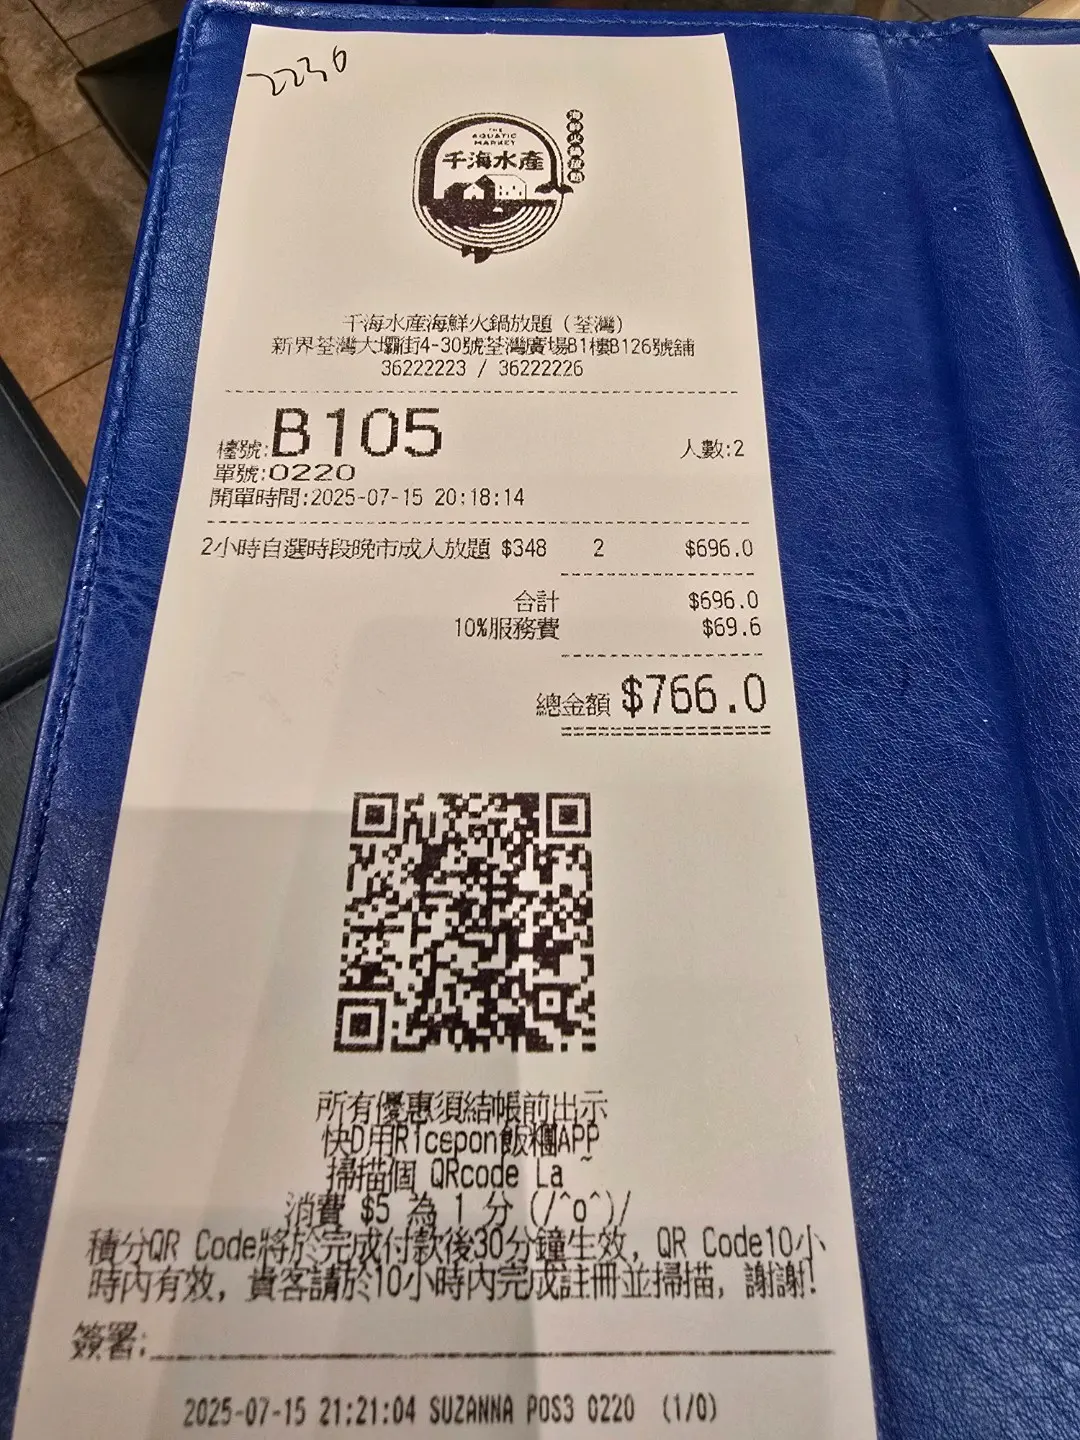 2236
THE
AQUATIC
MARKET
千海水產
海鮮火鍋放題
千海水產海鮮火鍋放題（荃灣）
新界荃灣大壩街4-30號荃灣廣場B1樓B126號舖
36222223 / 36222226
檯號:B105 人數:2
單號:0220
開單時間:2025-07-15 20:18:14
2小時自選時段晚市成人放題 $348 2 $696.0
合計 $696.0
10%服務費 $69.6
總金額 $766.0
所有優惠須結帳前出示
快D用Ricepon飯糰APP
掃描個 QRcode La ~
消費 $5 為 1 分 (/^o^)/
積分QR Code將於完成付款後30分鐘生效, QR Code10小
時內有效, 貴客請於10小時內完成註冊並掃描, 謝謝!
簽署:
2025-07-15 21:21:04 SUZANNA POS3 0220 (1/0)